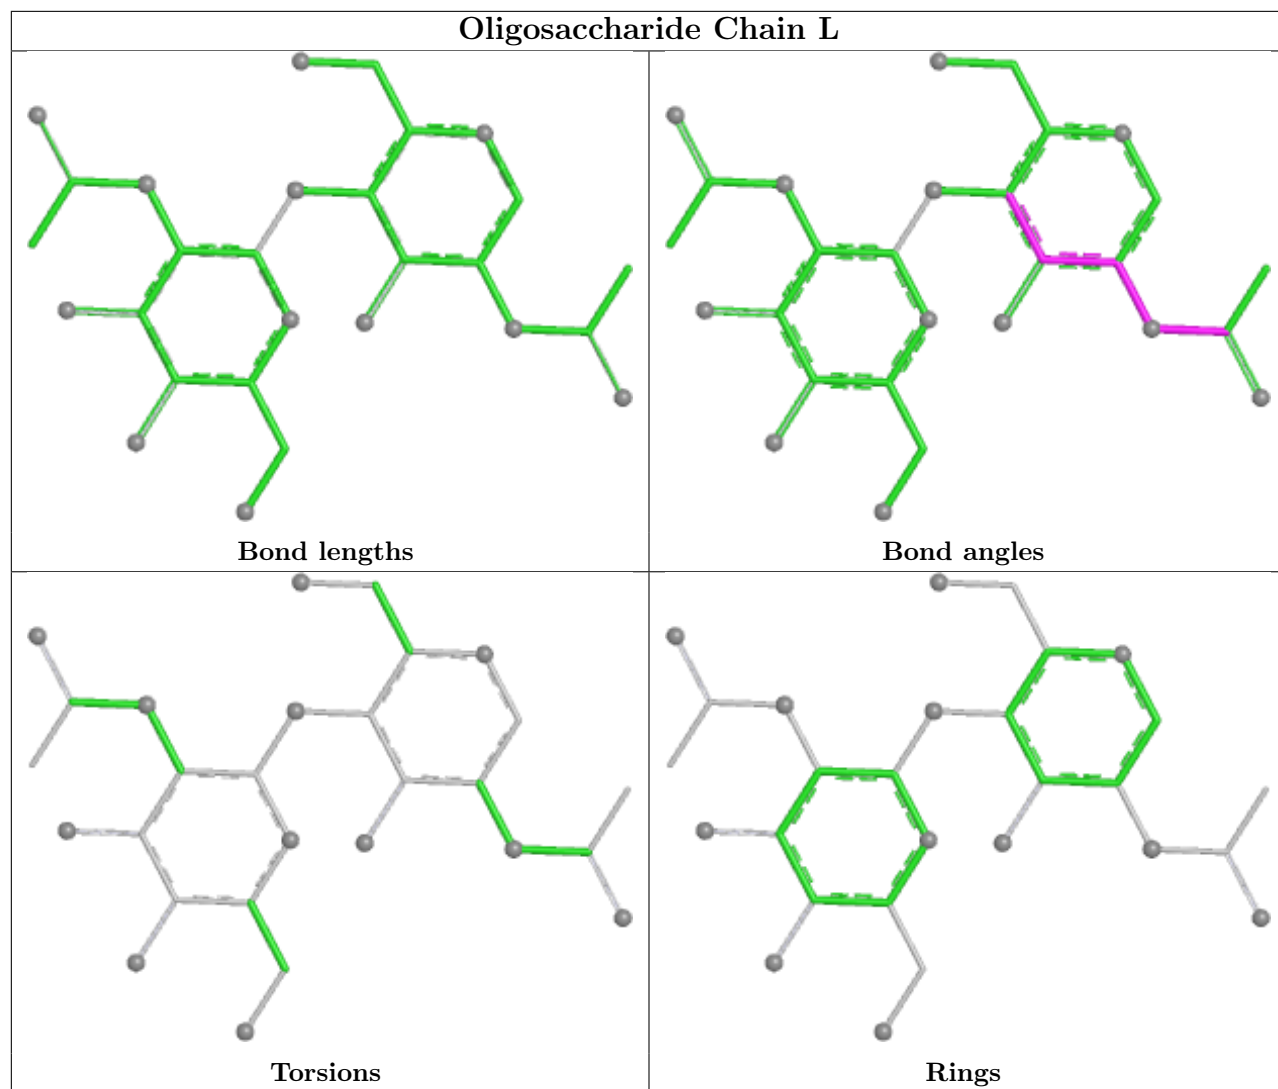 Oligosaccharide Chain L
Bond lengths
Bond angles
Torsions
Rings